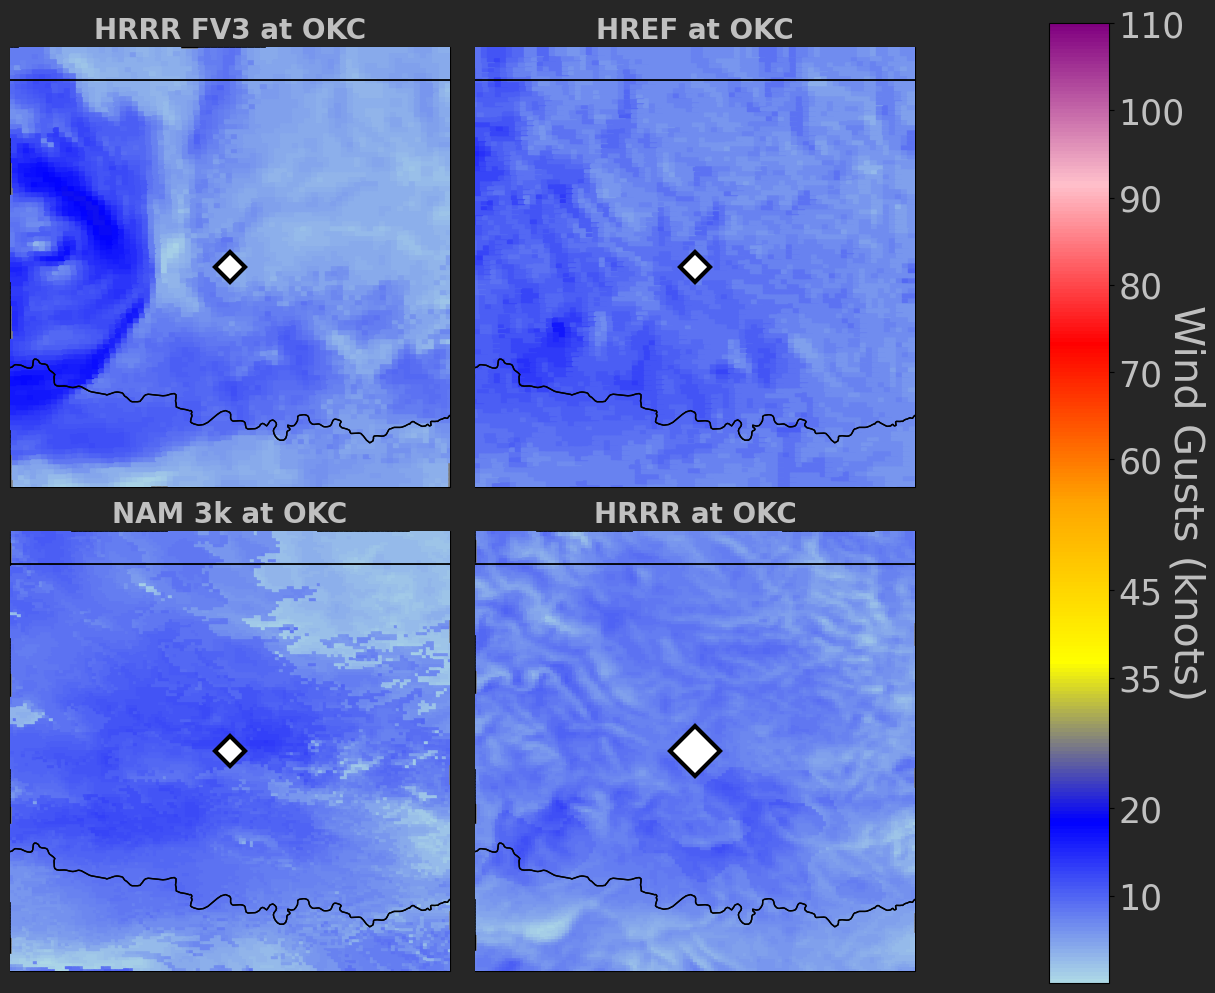 HRRR FV3 at OKC
HREF at OKC
NAM 3k at OKC
HRRR at OKC
110
100
90
80
70
60
45
35
20
10
Wind Gusts (knots)